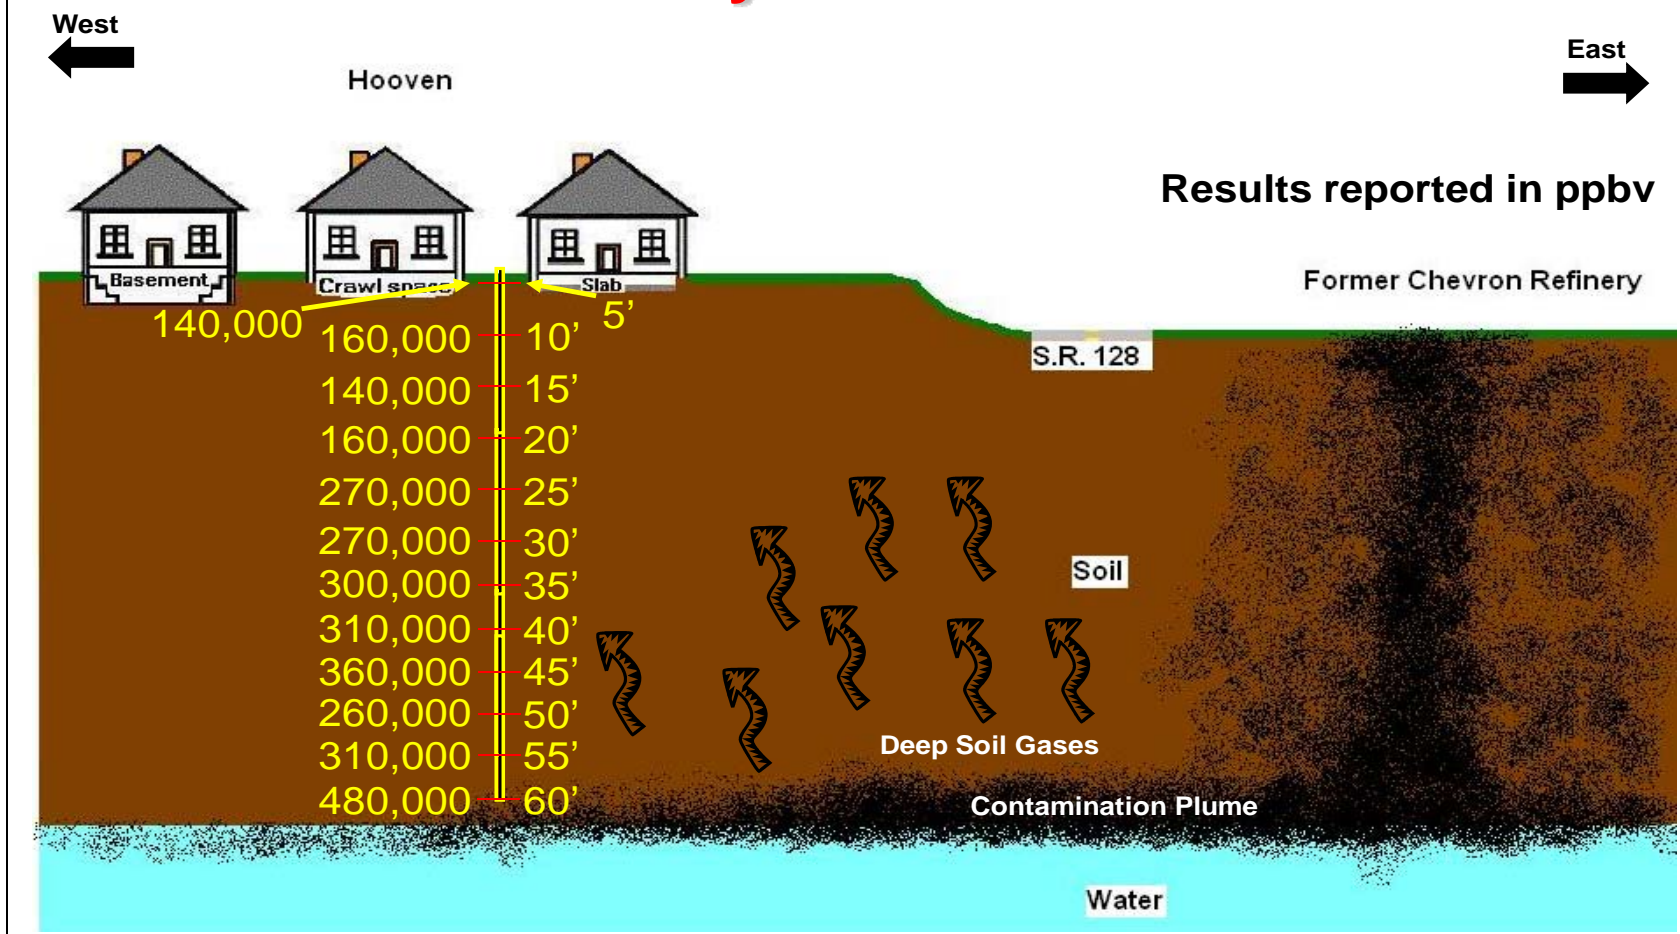 West
East
Hooven
Results reported in ppbv
Former Chevron Refinery
Basement
Crawl space
Slab
140,000 5’
160,000 10’
S.R. 128
140,000 15’
160,000 20’
270,000 25’
270,000 30’
Soil
300,000 35’
310,000 40’
360,000 45’
260,000 50’
Deep Soil Gases
310,000 55’
480,000 60’
Contamination Plume
Water